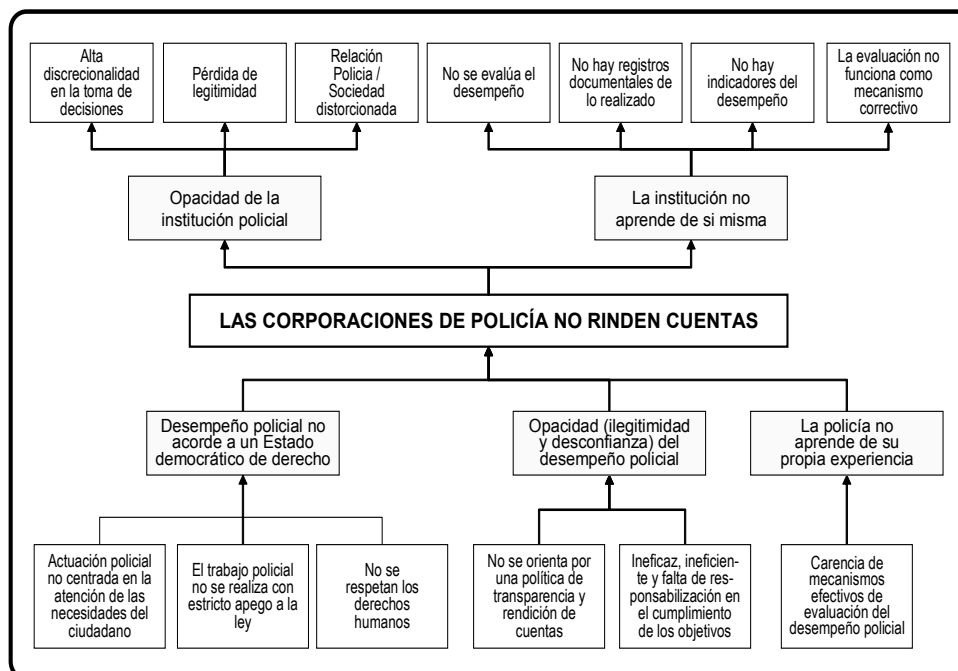 Alta
discrecionalidad
en la toma de
decisiones
Pérdida de
legitimidad
Relación
Policia /
Sociedad
distorcionada
No se evalúa el
desempeño
No hay registros
documentales de
lo realizado
No hay
indicadores del
desempeño
La evaluación no
funciona como
mecanismo
correctivo
Opacidad de la
institución policial
La institución no
aprende de si misma
LAS CORPORACIONES DE POLICÍA NO RINDEN CUENTAS
Desempeño policial no
acorde a un Estado
democrático de derecho
Opacidad (ilegitimidad
y desconfianza) del
desempeño policial
La policía no
aprende de su
propia experiencia
Actuación policial
no centrada en la
atención de las
necesidades del
ciudadano
El trabajo policial
no se realiza con
estricto apego a la
ley
No se
respetan los
derechos
humanos
No se orienta por
una política de
transparencia y
rendición de
cuentas
Ineficaz, ineficien-
te y falta de res-
ponsabilización en
el cumplimiento
de los objetivos
Carencia de
mecanismos
efectivos de
evaluación del
desempeño policial